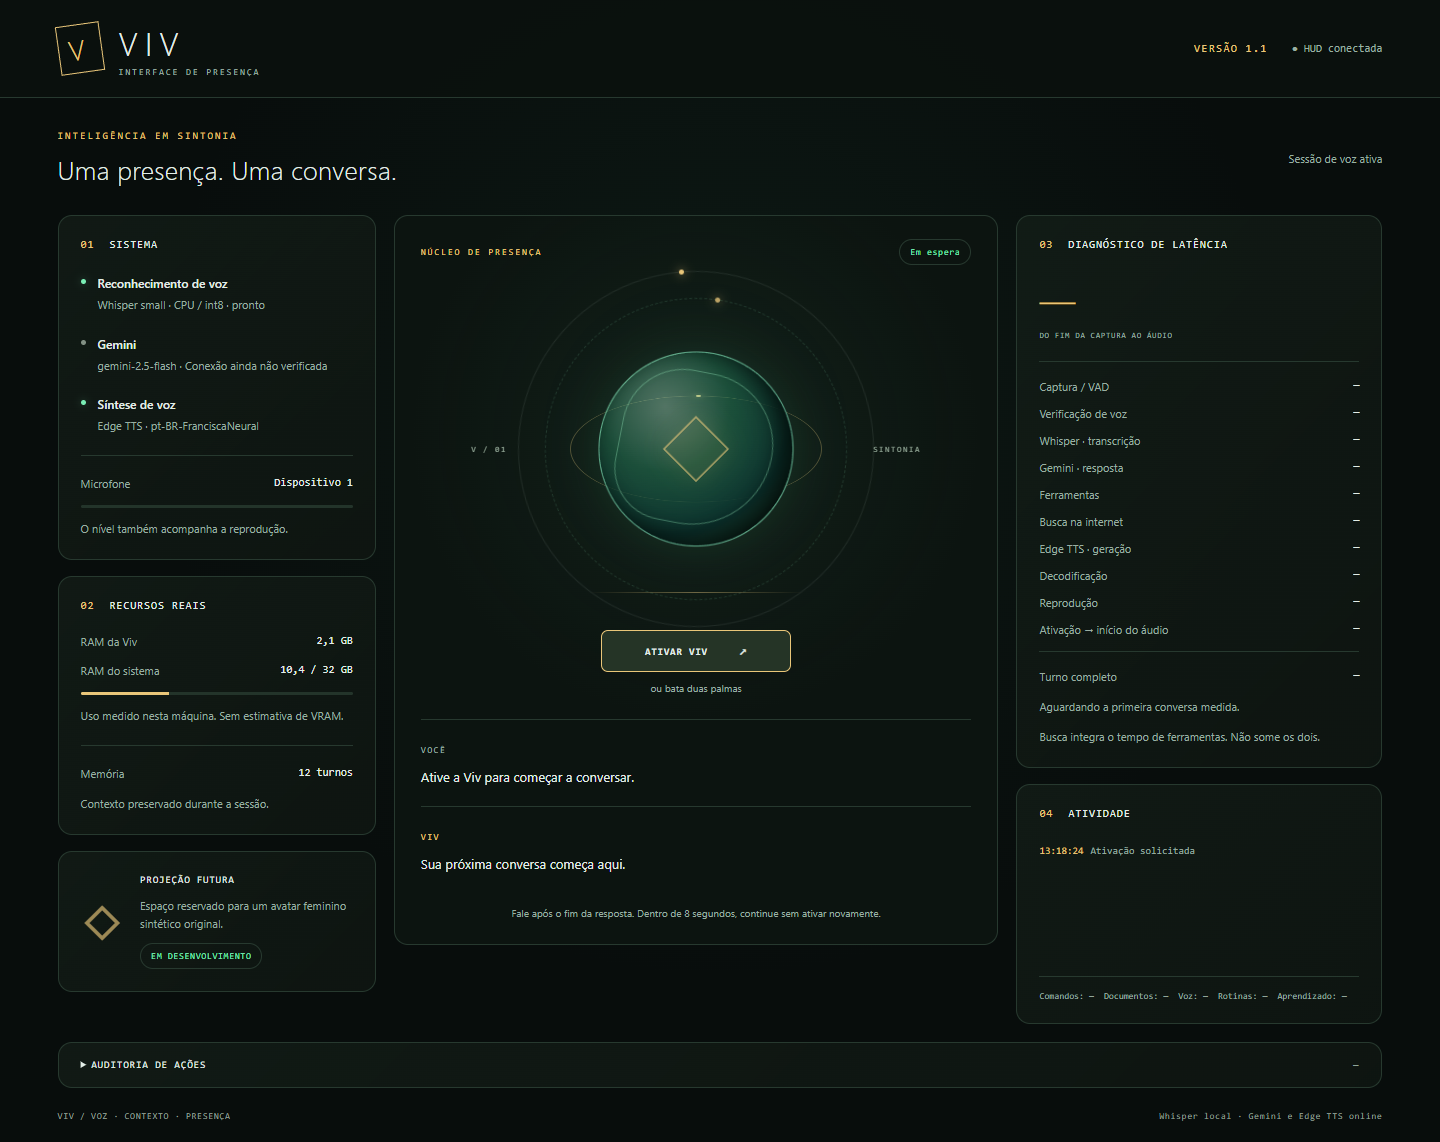 V
VIV
INTERFACE DE PRESENÇA
VERSÃO 1.1
HUD conectada
INTELIGÊNCIA EM SINTONIA
Uma presença. Uma conversa.
Sessão de voz ativa
01 SISTEMA
Reconhecimento de voz
Whisper small · CPU / int8 · pronto
Gemini
gemini-2.5-flash · Conexão ainda não verificada
Síntese de voz
Edge TTS · pt-BR-FranciscaNeural
Microfone Dispositivo 1
O nível também acompanha a reprodução.
02 RECURSOS REAIS
RAM da Viv 2,1 GB
RAM do sistema 10,4 / 32 GB
Uso medido nesta máquina. Sem estimativa de VRAM.
Memória 12 turnos
Contexto preservado durante a sessão.
PROJEÇÃO FUTURA
Espaço reservado para um avatar feminino
sintético original.
EM DESENVOLVIMENTO
NÚCLEO DE PRESENÇA
Em espera
V / 01
SINTONIA
ATIVAR VIV ↗
ou bata duas palmas
VOCÊ
Ative a Viv para começar a conversar.
VIV
Sua próxima conversa começa aqui.
Fale após o fim da resposta. Dentro de 8 segundos, continue sem ativar novamente.
03 DIAGNÓSTICO DE LATÊNCIA
—
DO FIM DA CAPTURA AO ÁUDIO
Captura / VAD —
Verificação de voz —
Whisper · transcrição —
Gemini · resposta —
Ferramentas —
Busca na internet —
Edge TTS · geração —
Decodificação —
Reprodução —
Ativação → início do áudio —
Turno completo —
Aguardando a primeira conversa medida.
Busca integra o tempo de ferramentas. Não some os dois.
04 ATIVIDADE
13:18:24 Ativação solicitada
Comandos: — Documentos: — Voz: — Rotinas: — Aprendizado: —
▶ AUDITORIA DE AÇÕES —
VIV / VOZ · CONTEXTO · PRESENÇA
Whisper local · Gemini e Edge TTS online